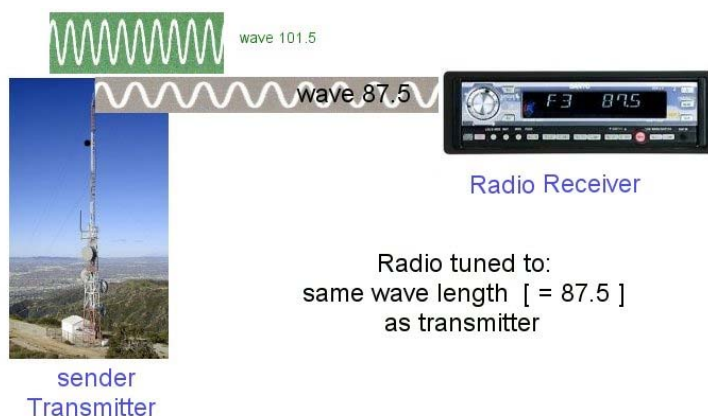 wave 101.5
wave 87.5
F3 87.5
Radio Receiver
Radio tuned to:
same wave length [ = 87.5 ]
as transmitter
sender
Transmitter